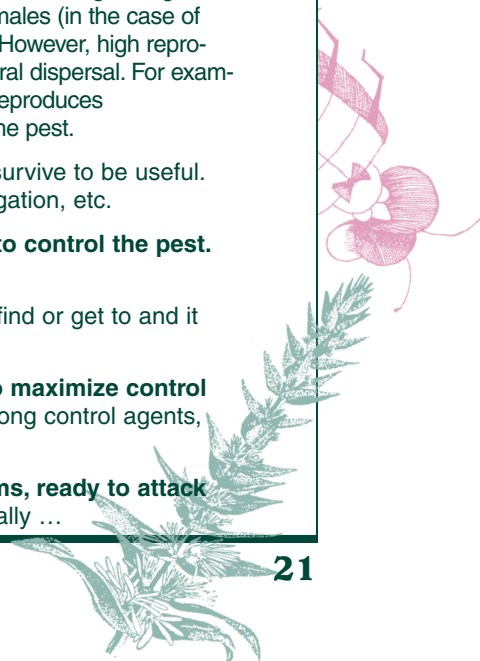 males (in the case of
However, high repro-
ral dispersal. For exam-
eproduces
he pest.
survive to be useful.
gation, etc.
to control the pest.
find or get to and it
o maximize control
ong control agents,
ms, ready to attack
ally …
21